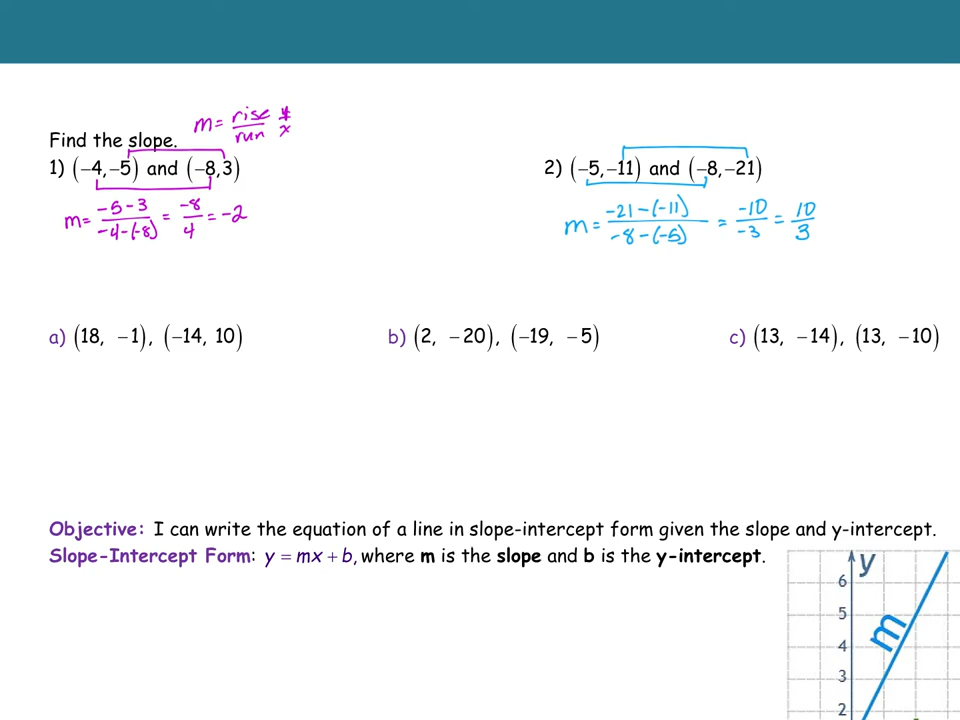 m = rise/run y/x
Find the slope.
1) (−4,−5) and (−8,3)
2) (−5,−11) and (−8,−21)
m = (-5-3)/(-4-(-8)) = -8/4 = -2
m = (-21-(-11))/(-8-(-5)) = -10/-3 = 10/3
a) (18, −1), (−14, 10)
b) (2, −20), (−19, −5)
c) (13, −14), (13, −10)
Objective: I can write the equation of a line in slope-intercept form given the slope and y-intercept.
Slope-Intercept Form: y = mx + b, where m is the slope and b is the y-intercept.
y
6
5
m
4
3
2